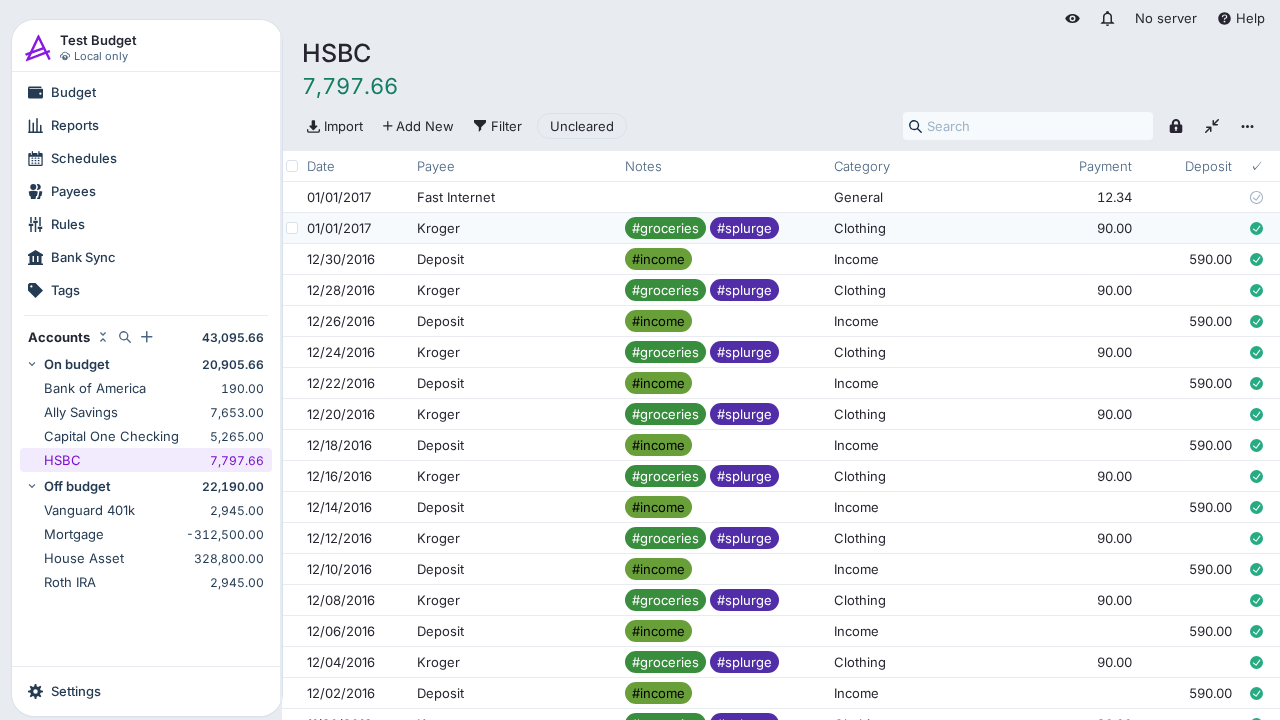 Test Budget
Local only
Budget
Reports
Schedules
Payees
Rules
Bank Sync
Tags
Accounts 43,095.66
On budget 20,905.66
Bank of America 190.00
Ally Savings 7,653.00
Capital One Checking 5,265.00
HSBC 7,797.66
Off budget 22,190.00
Vanguard 401k 2,945.00
Mortgage -312,500.00
House Asset 328,800.00
Roth IRA 2,945.00
Settings
No server Help
HSBC
7,797.66
Import Add New Filter Uncleared Search
Date Payee Notes Category Payment Deposit ✓
01/01/2017 Fast Internet General 12.34
01/01/2017 Kroger #groceries #splurge Clothing 90.00
12/30/2016 Deposit #income Income 590.00
12/28/2016 Kroger #groceries #splurge Clothing 90.00
12/26/2016 Deposit #income Income 590.00
12/24/2016 Kroger #groceries #splurge Clothing 90.00
12/22/2016 Deposit #income Income 590.00
12/20/2016 Kroger #groceries #splurge Clothing 90.00
12/18/2016 Deposit #income Income 590.00
12/16/2016 Kroger #groceries #splurge Clothing 90.00
12/14/2016 Deposit #income Income 590.00
12/12/2016 Kroger #groceries #splurge Clothing 90.00
12/10/2016 Deposit #income Income 590.00
12/08/2016 Kroger #groceries #splurge Clothing 90.00
12/06/2016 Deposit #income Income 590.00
12/04/2016 Kroger #groceries #splurge Clothing 90.00
12/02/2016 Deposit #income Income 590.00